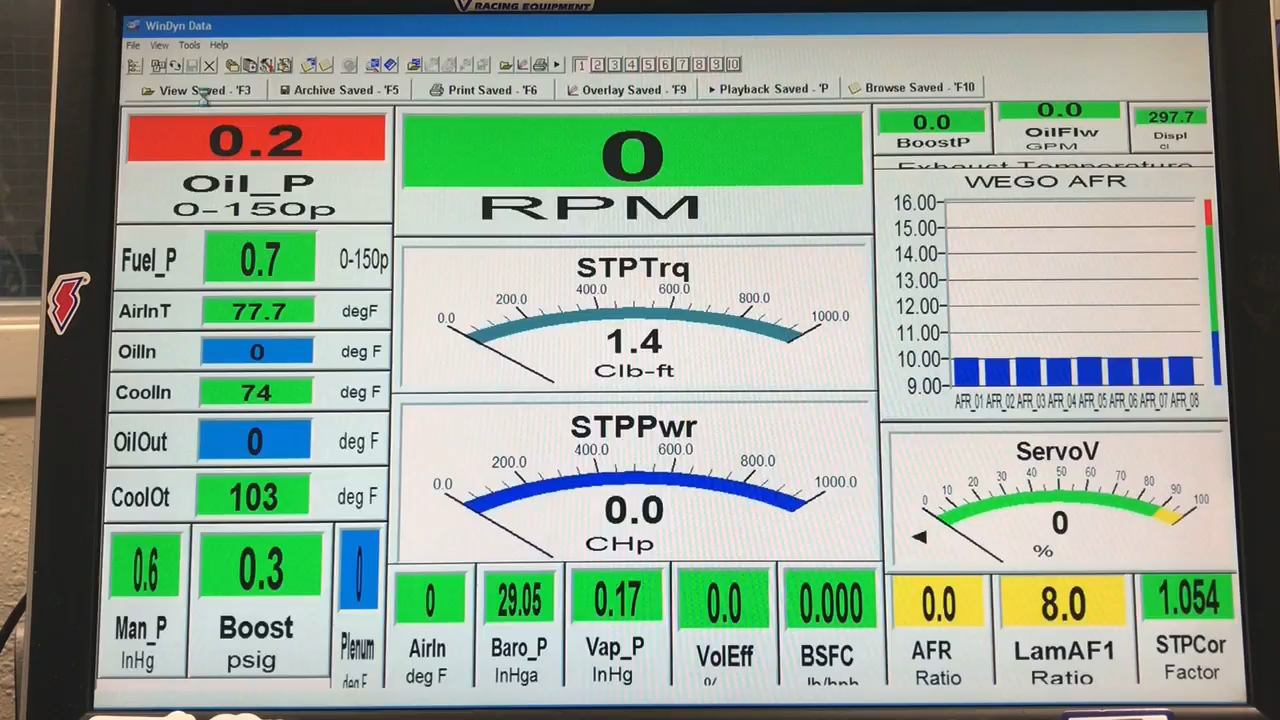 RACING EQUIPMENT
WinDyn Data
File View Tools Help
1 2 3 4 5 6 7 8 9 10
View Saved - 'F3 Archive Saved - 'F5 Print Saved - 'F6 Overlay Saved - 'F9 Playback Saved - 'P Browse Saved - 'F10
0.2
Oil_P
0-150p
Fuel_P 0.7 0-150p
AirInT 77.7 degF
OilIn 0 deg F
CoolIn 74 deg F
OilOut 0 deg F
CoolOt 103 deg F
0.6
Man_P
InHg
0.3
Boost
psig
0
Plenum
deg F
0
RPM
STPTrq
0.0 200.0 400.0 600.0 800.0 1000.0
1.4
Clb-ft
STPPwr
0.0 200.0 400.0 600.0 800.0 1000.0
0.0
CHp
0
AirIn
deg F
29.05
Baro_P
InHga
0.17
Vap_P
InHg
0.0
VolEff
%
0.000
BSFC
lb/hph
0.0
BoostP
0.0
OilFlw
GPM
297.7
Displ
CI
Exhaust Temperature
WEGO AFR
16.00
15.00
14.00
13.00
12.00
11.00
10.00
9.00
AFR_01 AFR_02 AFR_03 AFR_04 AFR_05 AFR_06 AFR_07 AFR_08
ServoV
0 10 20 30 40 50 60 70 80 90 100
0
%
0.0
AFR
Ratio
8.0
LamAF1
Ratio
1.054
STPCor
Factor